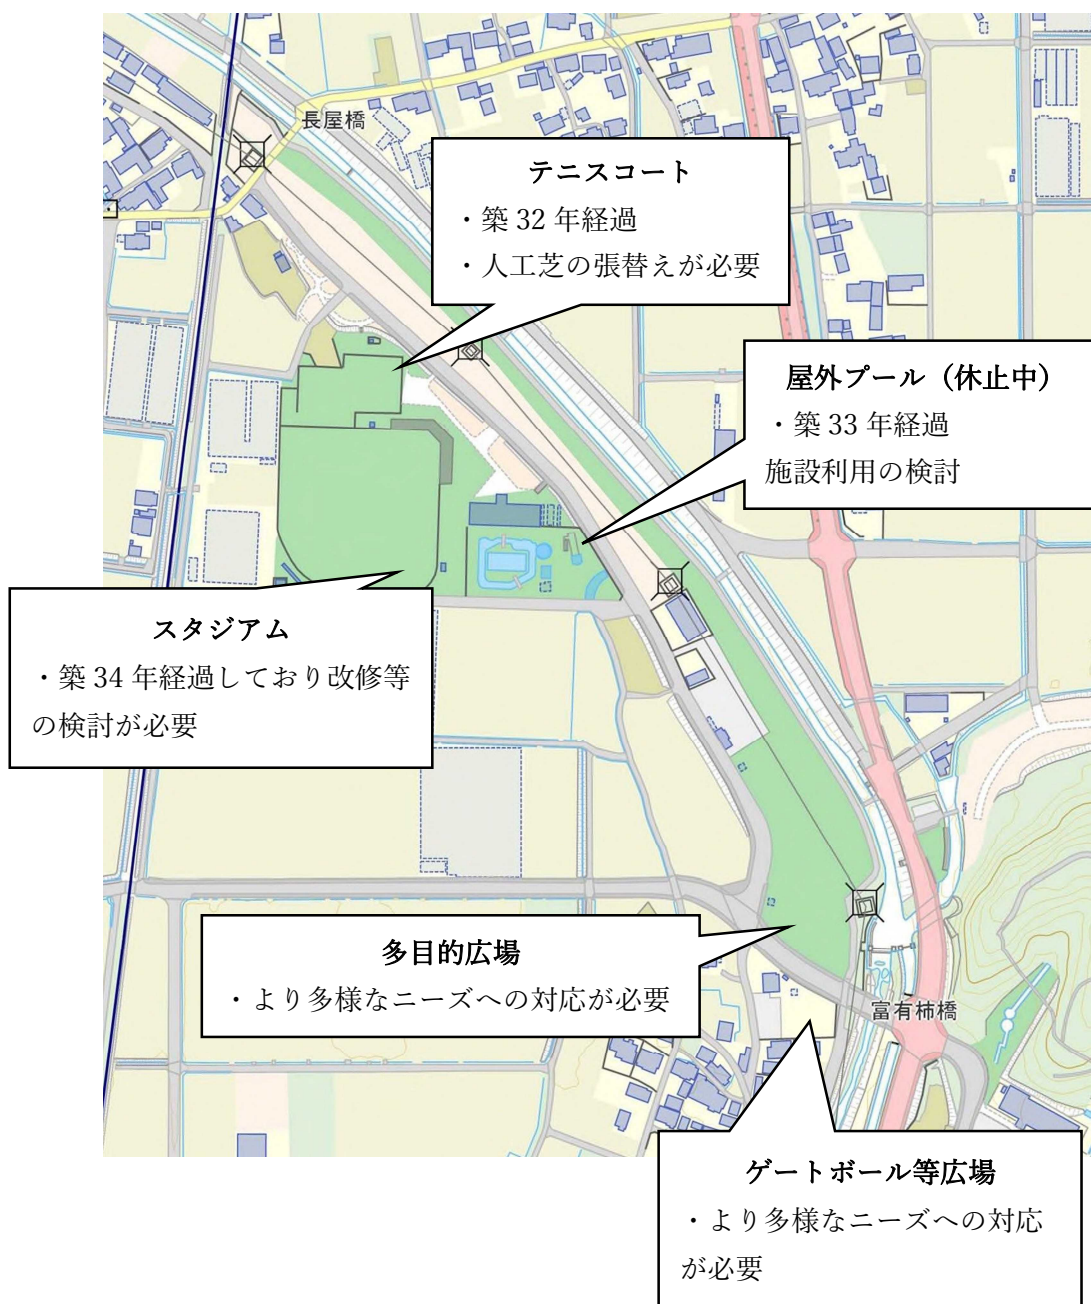 長屋橋
テニスコート
・築 32 年経過
・人工芝の張替えが必要
屋外プール（休止中）
・築 33 年経過
施設利用の検討
スタジアム
・築 34 年経過しており改修等
の検討が必要
多目的広場
・より多様なニーズへの対応が必要
富有柿橋
ゲートボール等広場
・より多様なニーズへの対応
が必要